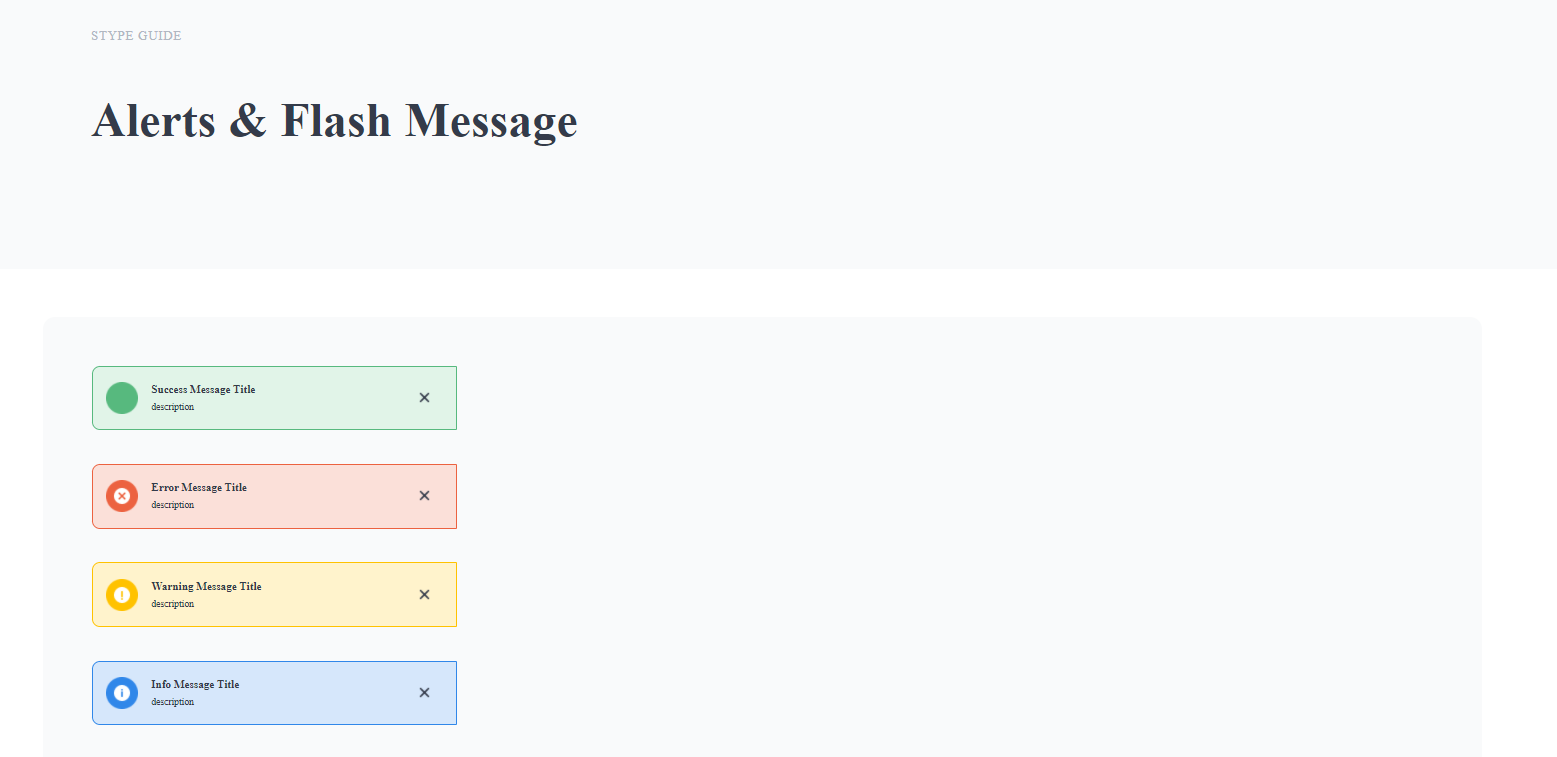 STYPE GUIDE
Alerts & Flash Message
Success Message Title
description
Error Message Title
description
Warning Message Title
description
Info Message Title
description